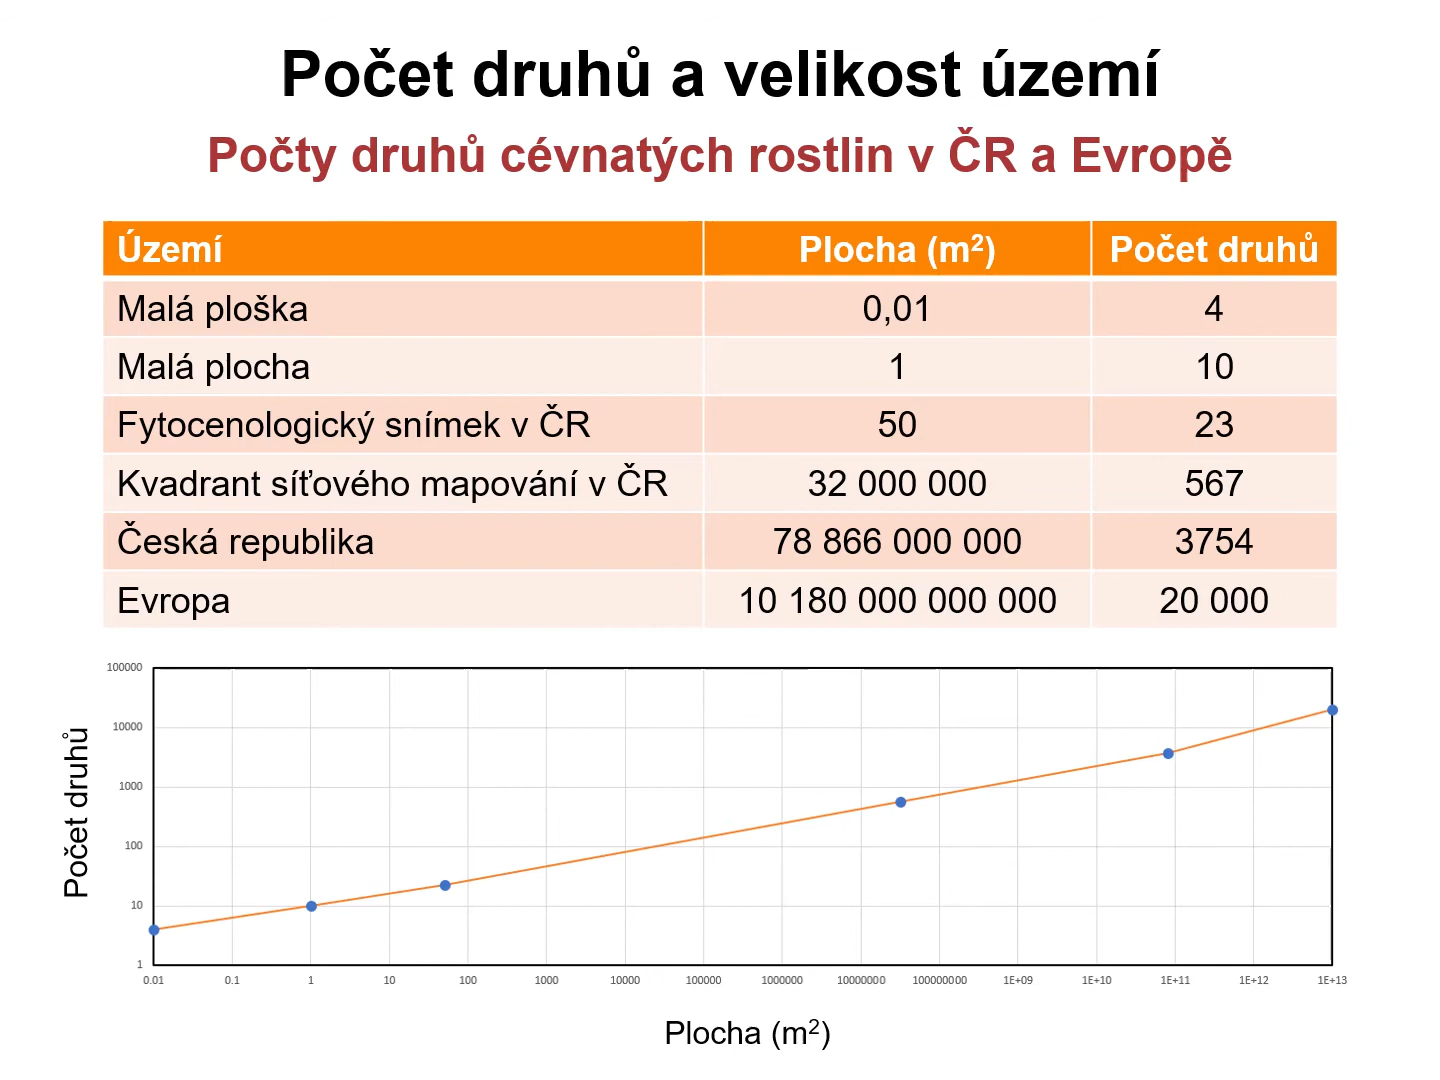 Počet druhů a velikost území
Počty druhů cévnatých rostlin v ČR a Evropě
Území Plocha (m²) Počet druhů
Malá ploška 0,01 4
Malá plocha 1 10
Fytocenologický snímek v ČR 50 23
Kvadrant síťového mapování v ČR 32 000 000 567
Česká republika 78 866 000 000 3754
Evropa 10 180 000 000 000 20 000
Počet druhů
100000
10000
1000
100
10
1
0.01 0.1 1 10 100 1000 10000 100000 1000000 10000000 100000000 1E+09 1E+10 1E+11 1E+12 1E+13
Plocha (m²)